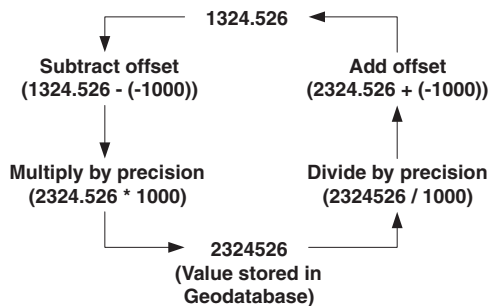 1324.526
Subtract offset
(1324.526 - (-1000))
Add offset
(2324.526 + (-1000))
Multiply by precision
(2324.526 * 1000)
Divide by precision
(2324526 / 1000)
2324526
(Value stored in
Geodatabase)